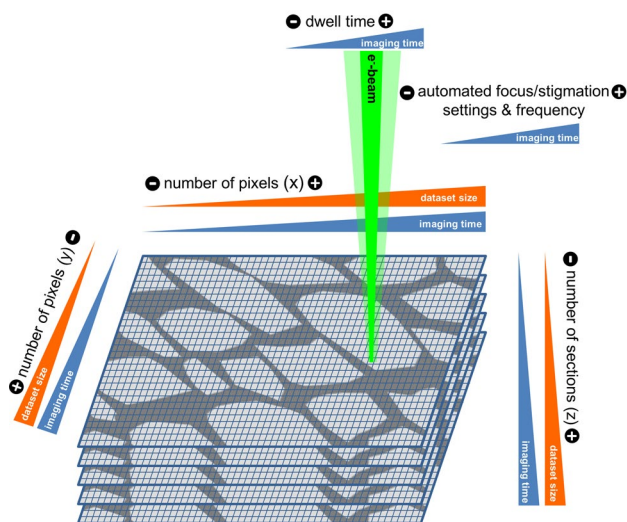 - dwell time +
imaging time
e⁻-beam
- automated focus/stigmation +
settings & frequency
imaging time
- number of pixels (x) +
dataset size
imaging time
+ number of pixels (y) -
dataset size
imaging time
- number of sections (z) +
imaging time
dataset size